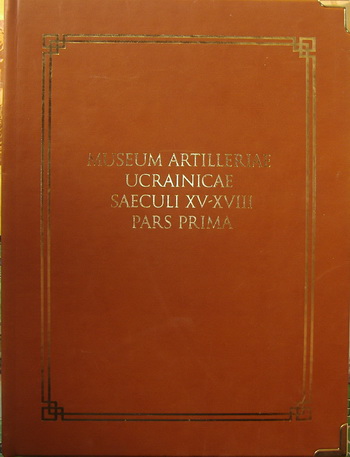 MUSEUM ARTILLERIAE
UCRAINICAE
SAECULI XV-XVIII
PARS PRIMA